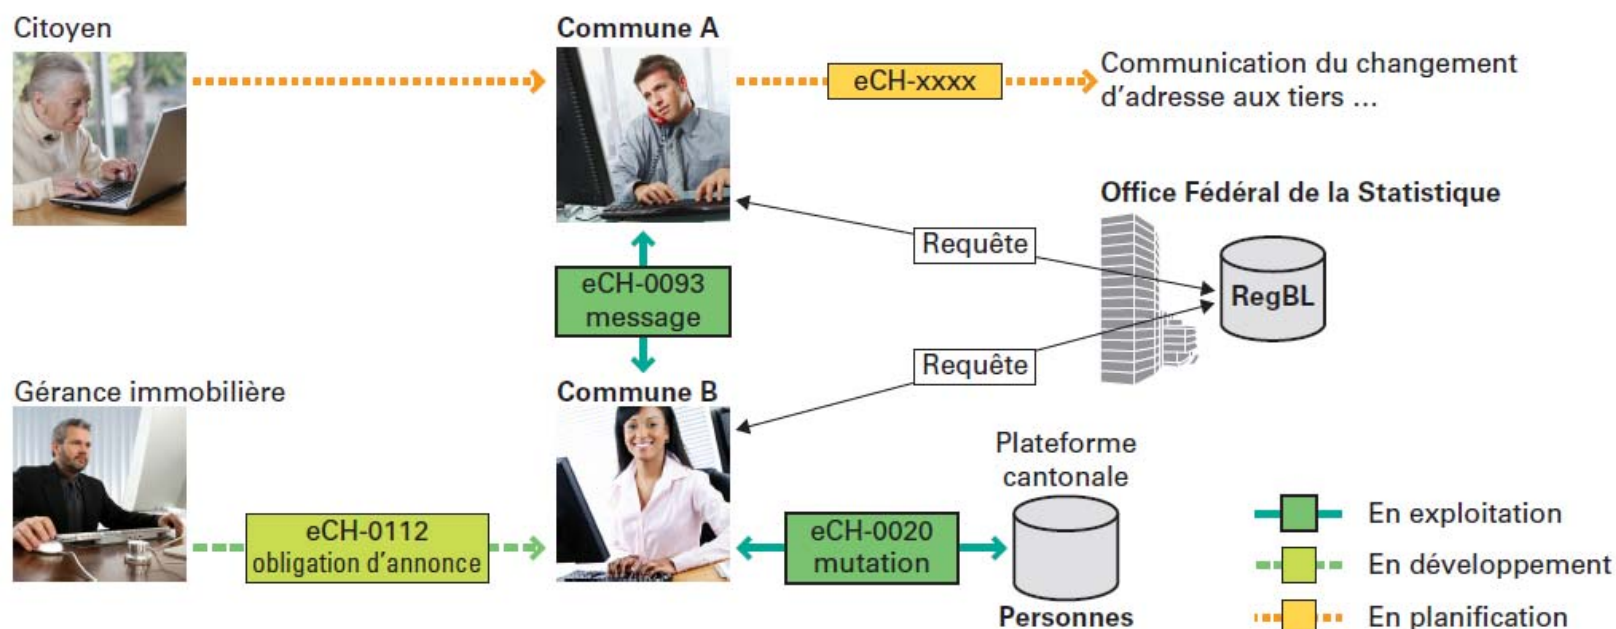 Citoyen
Commune A
eCH-xxxx
Communication du changement
d'adresse aux tiers ...
Office Fédéral de la Statistique
Requête
eCH-0093
message
RegBL
Requête
Gérance immobilière
Commune B
Plateforme
cantonale
eCH-0112
obligation d'annonce
eCH-0020
mutation
Personnes
En exploitation
En développement
En planification